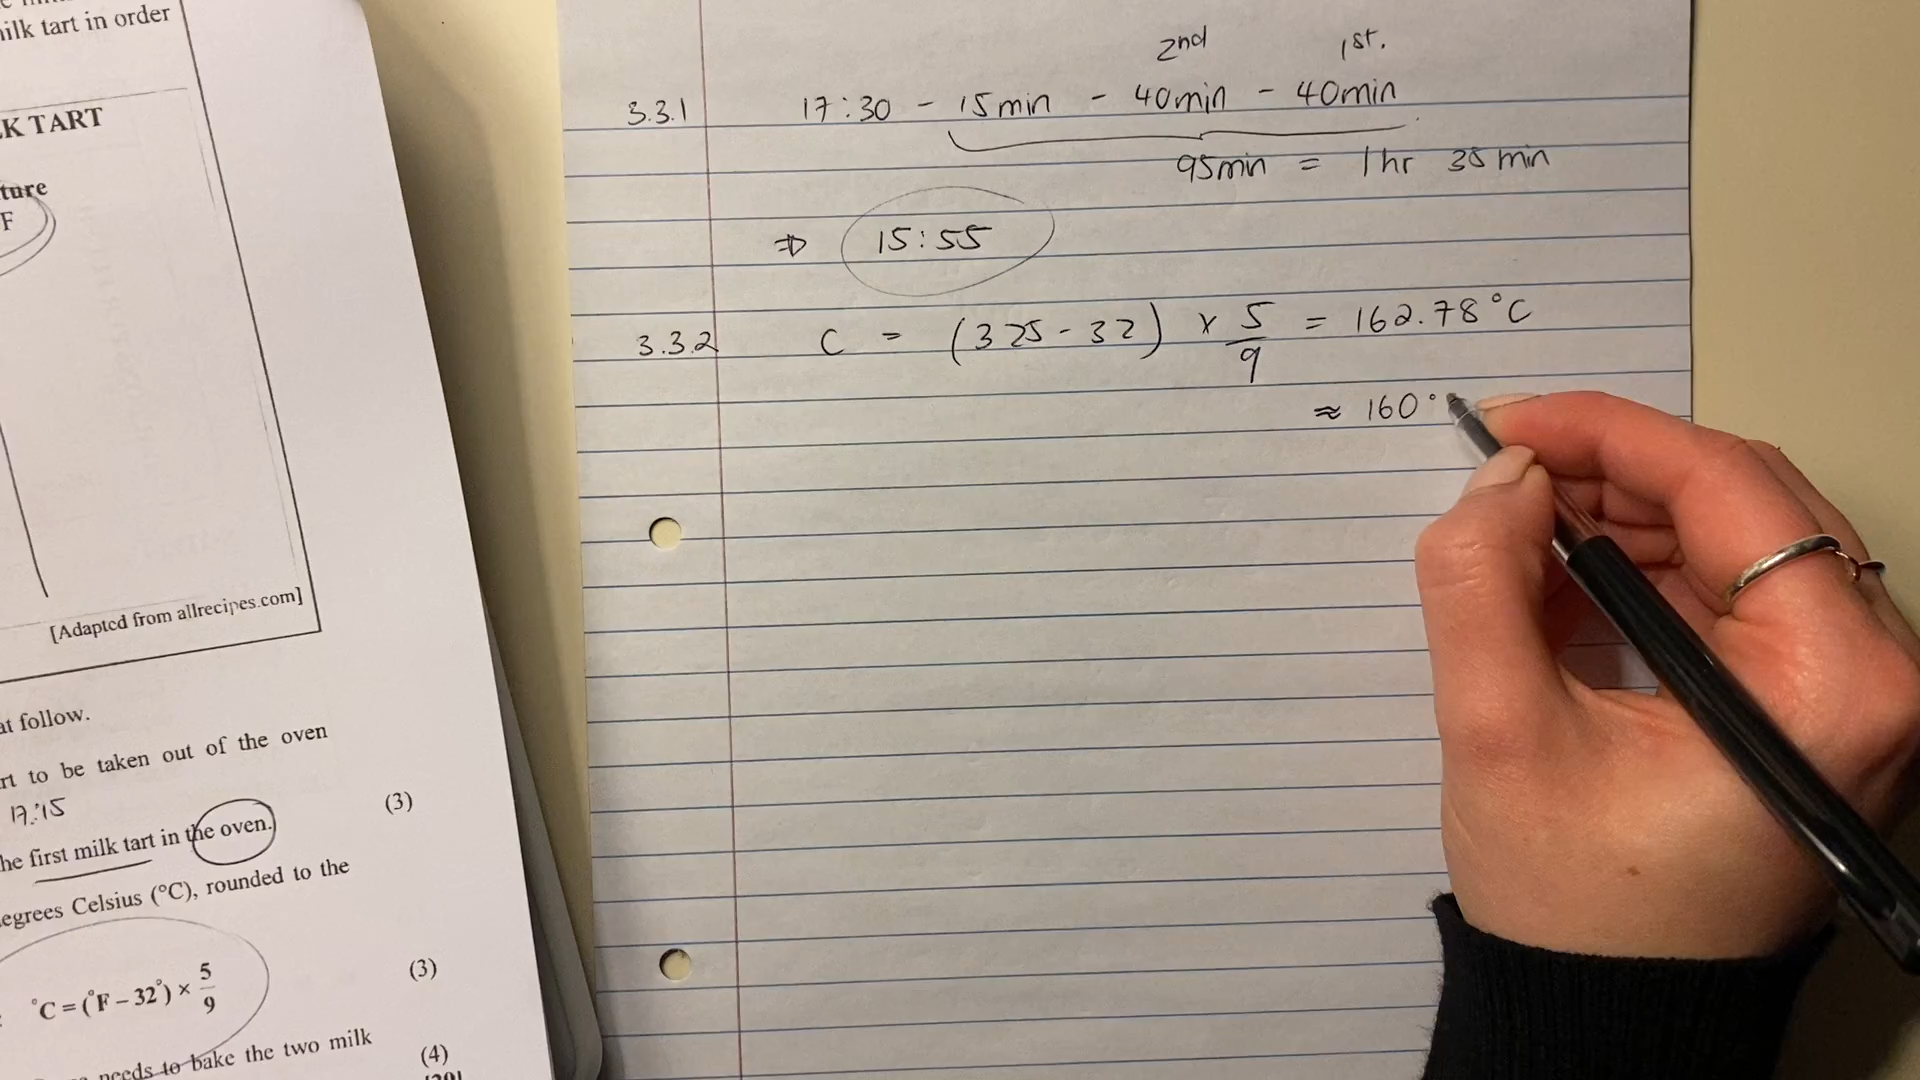 milk tart in order
K TART
ture
F
[Adapted from allrecipes.com]
at follow.
rt to be taken out of the oven
17:15
(3)
he first milk tart in the oven.
egrees Celsius (°C), rounded to the
(3)
°C = (°F – 32°) × 5/9
needs to bake the two milk
(4)
2nd 1st.
3.3.1 17:30 - 15min - 40min - 40min
95min = 1hr 35min
⇒ 15:55
3.3.2 C = (325 - 32) × 5/9 = 162.78°C
≈ 160°